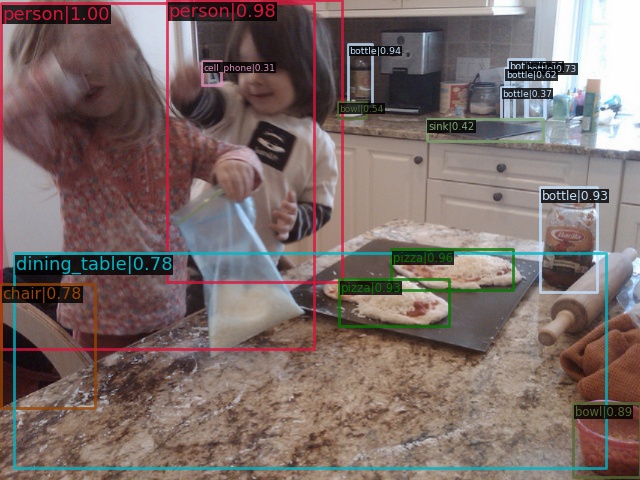 person|1.00
person|0.98
bottle|0.94
cell_phone|0.31
bottle|0.73
bottle|0.62
bottle|0.37
bowl|0.54
sink|0.42
bottle|0.93
pizza|0.96
dining_table|0.78
pizza|0.93
chair|0.78
Barilla
bowl|0.89